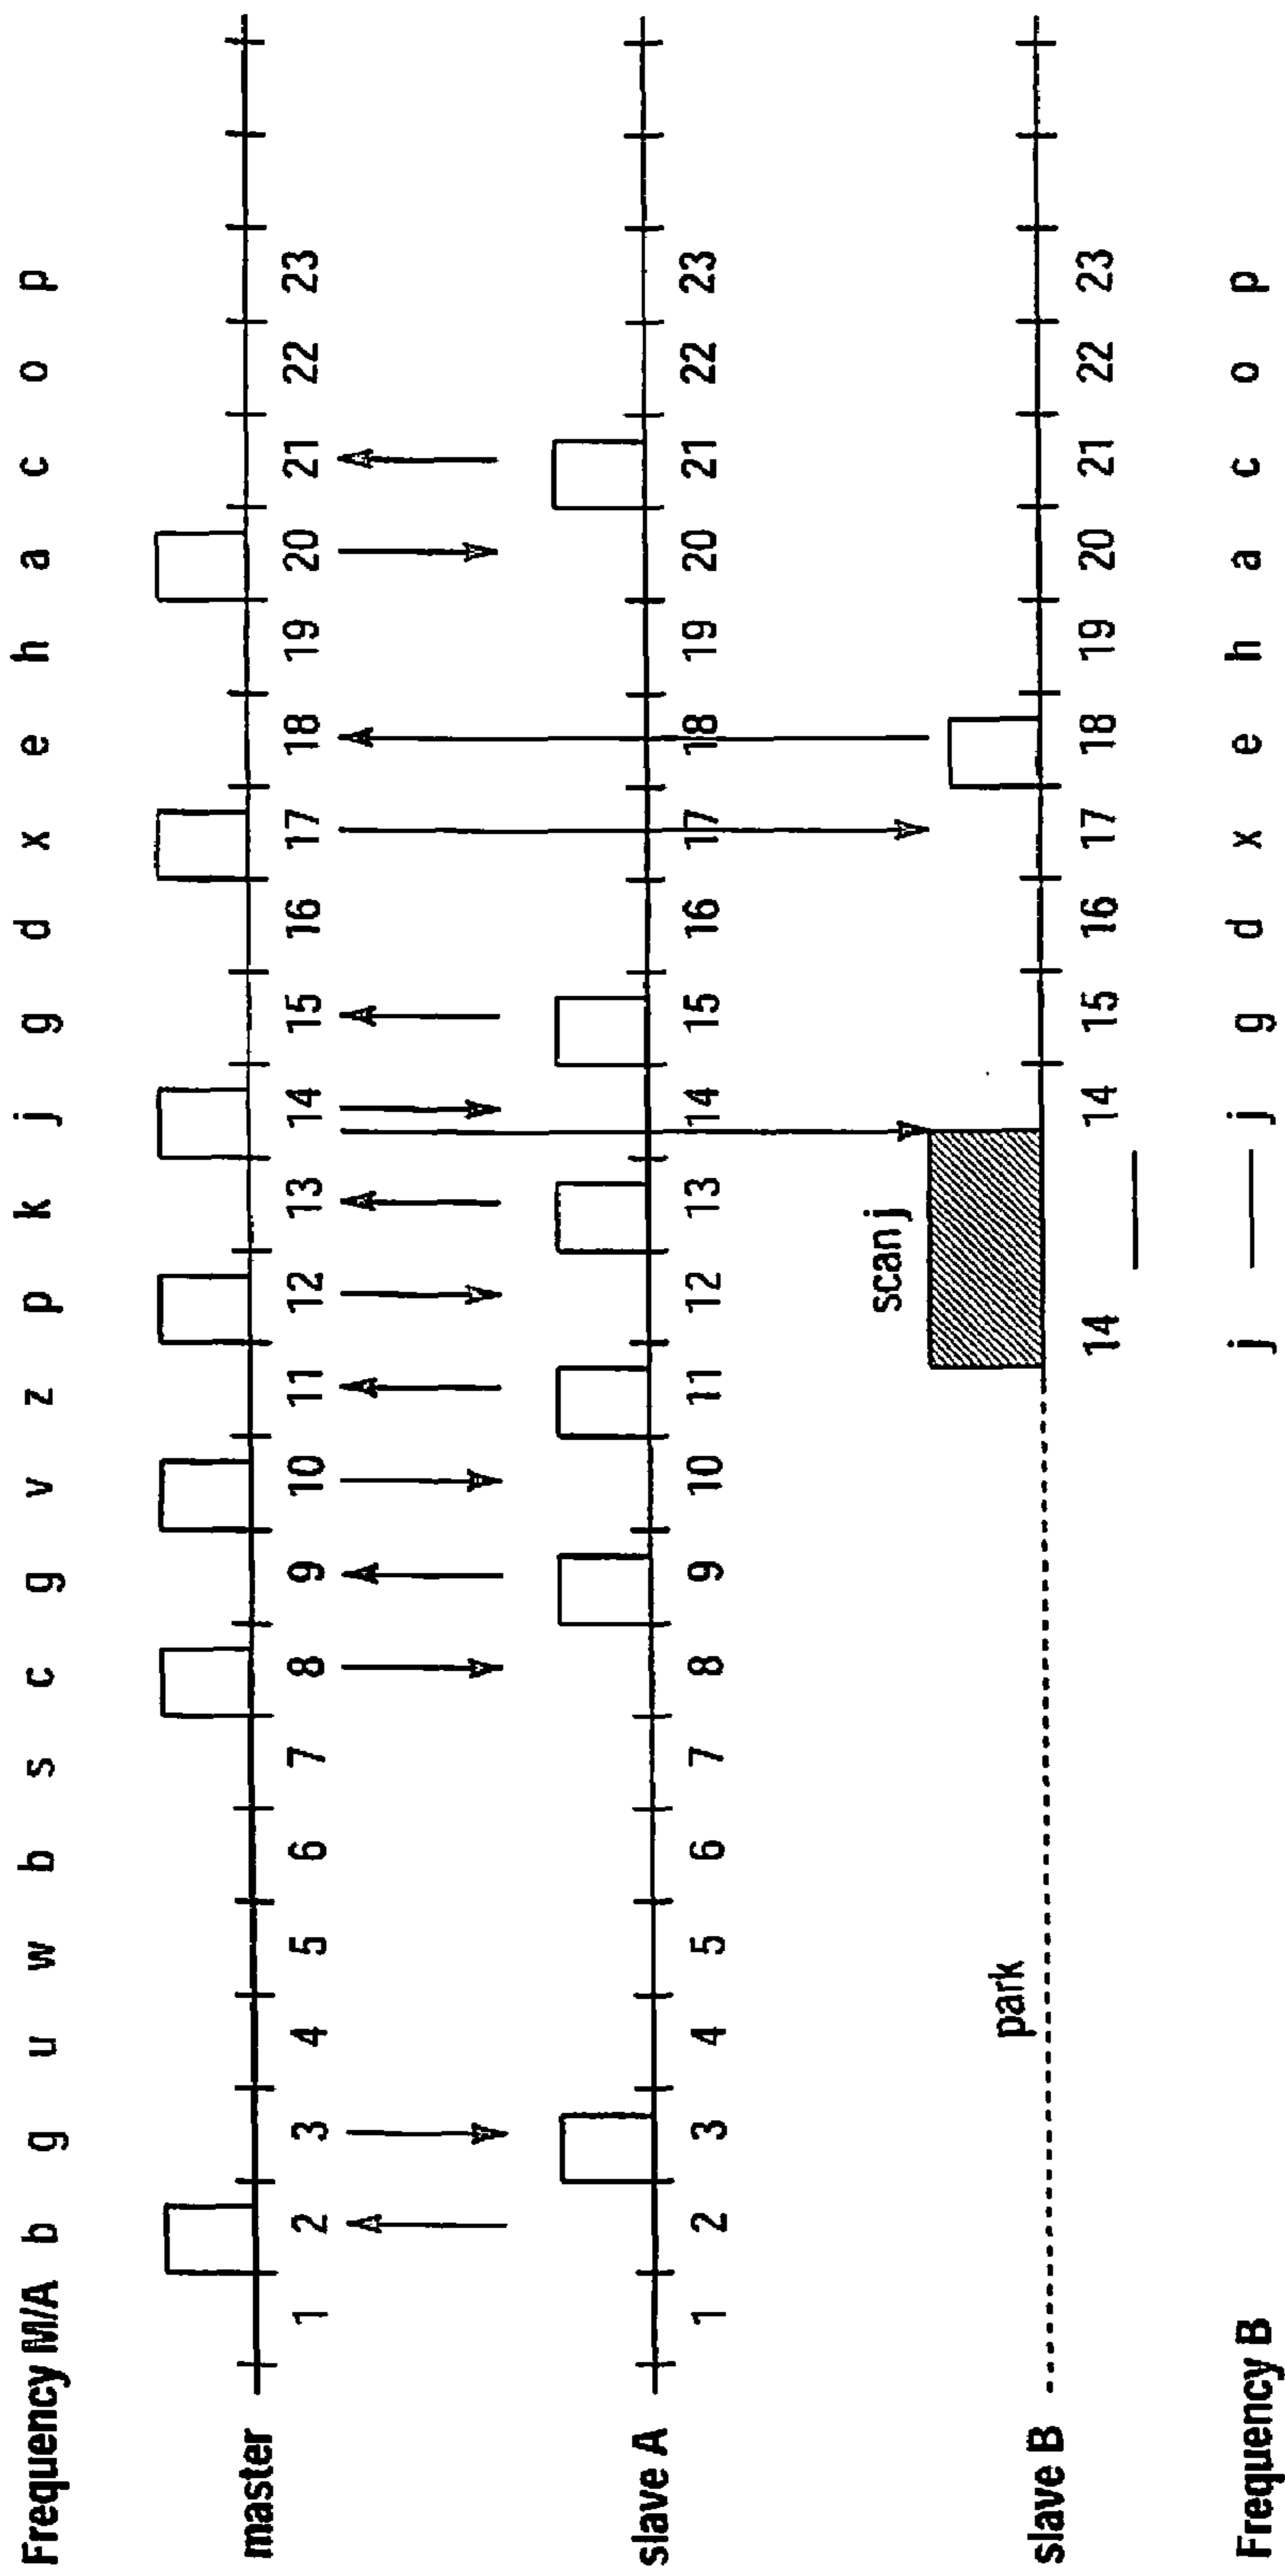 Frequency M/A b g u w b s c g v z p k j g d x e h a c o p
master
1 2 3 4 5 6 7 8 9 10 11 12 13 14 15 16 17 18 19 20 21 22 23
slave A
1 2 3 4 5 6 7 8 9 10 11 12 13 14 15 16 17 18 19 20 21 22 23
scan j
park
slave B
14 — 14 15 16 17 18 19 20 21 22 23
Frequency B j — j g d x e h a c o p